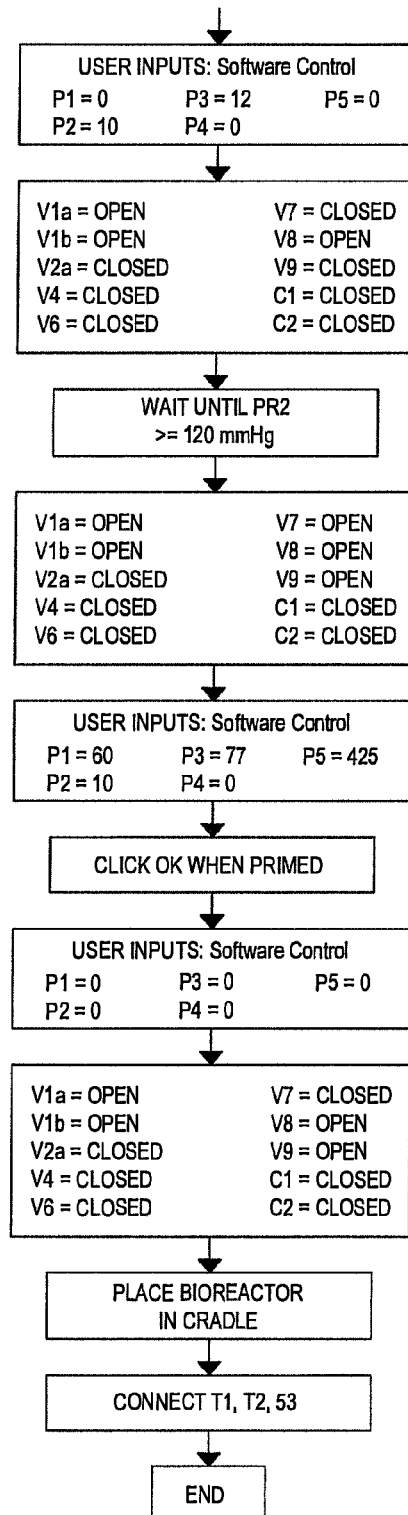 USER INPUTS: Software Control
P1 = 0 P3 = 12 P5 = 0
P2 = 10 P4 = 0
V1a = OPEN V7 = CLOSED
V1b = OPEN V8 = OPEN
V2a = CLOSED V9 = CLOSED
V4 = CLOSED C1 = CLOSED
V6 = CLOSED C2 = CLOSED
WAIT UNTIL PR2
>= 120 mmHg
V1a = OPEN V7 = OPEN
V1b = OPEN V8 = OPEN
V2a = CLOSED V9 = OPEN
V4 = CLOSED C1 = CLOSED
V6 = CLOSED C2 = CLOSED
USER INPUTS: Software Control
P1 = 60 P3 = 77 P5 = 425
P2 = 10 P4 = 0
CLICK OK WHEN PRIMED
USER INPUTS: Software Control
P1 = 0 P3 = 0 P5 = 0
P2 = 0 P4 = 0
V1a = OPEN V7 = CLOSED
V1b = OPEN V8 = OPEN
V2a = CLOSED V9 = OPEN
V4 = CLOSED C1 = CLOSED
V6 = CLOSED C2 = CLOSED
PLACE BIOREACTOR
IN CRADLE
CONNECT T1, T2, 53
END